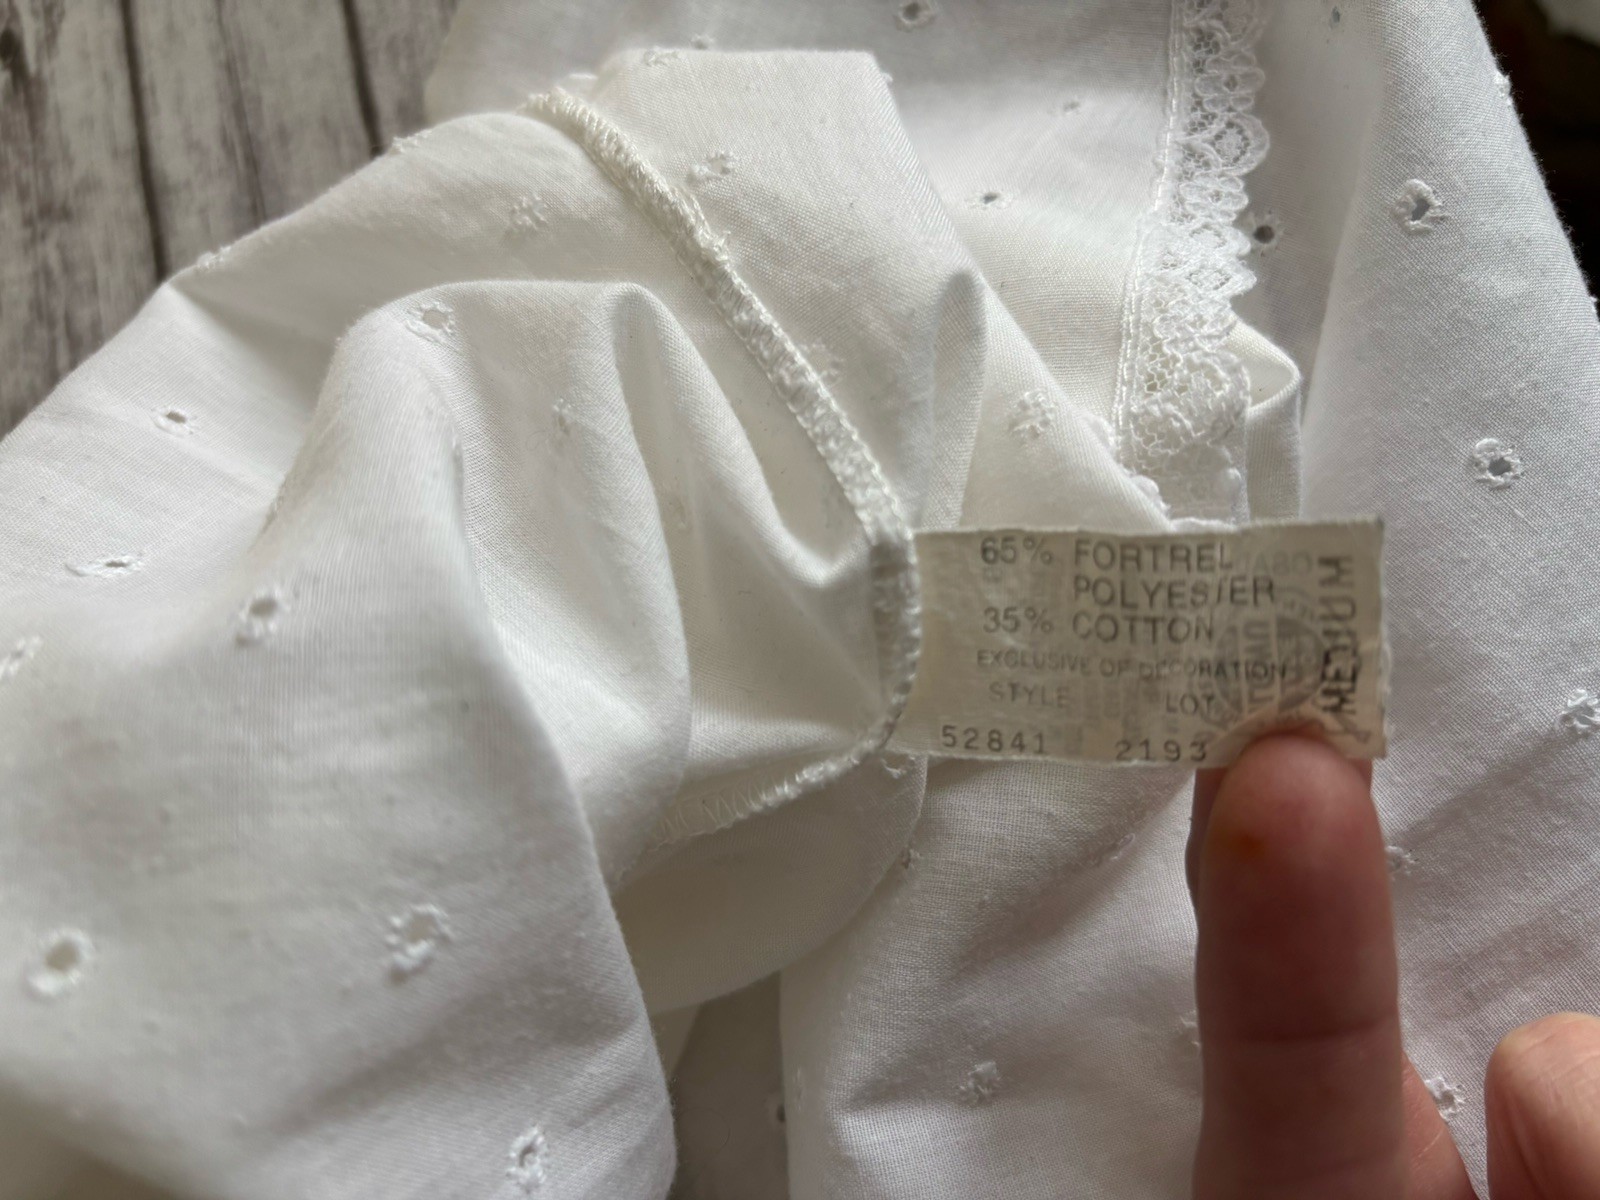 65% FORTREL
POLYESTER
35% COTTON
EXCLUSIVE OF DECORATION
STYLE LOT
52841 2193